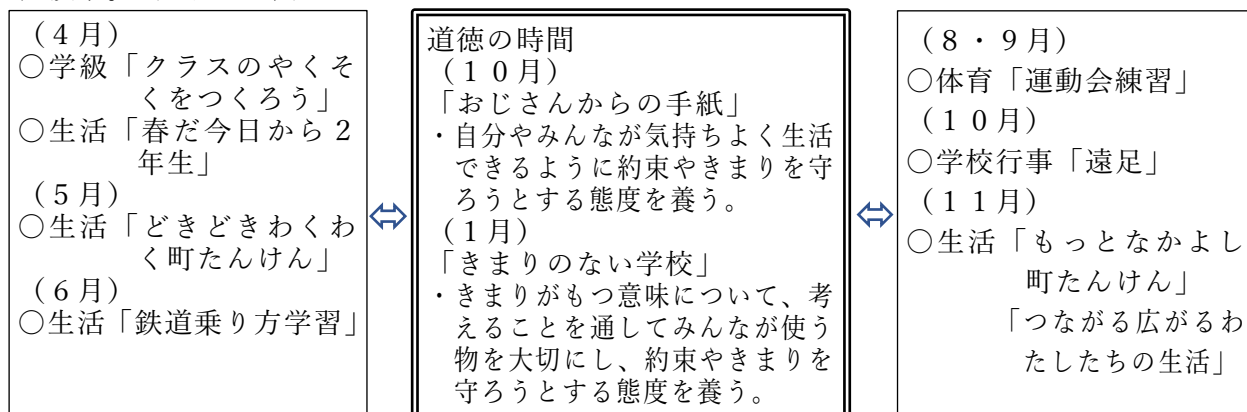 （４月）
○学級「クラスのやくそ
くをつくろう」
○生活「春だ今日から２
年生」
（５月）
○生活「どきどきわくわ
く町たんけん」
（６月）
○生活「鉄道乗り方学習」
道徳の時間
（１０月）
「おじさんからの手紙」
・自分やみんなが気持ちよく生活
できるように約束やきまりを守
ろうとする態度を養う。
（１月）
「きまりのない学校」
・きまりがもつ意味について、考
えることを通してみんなが使う
物を大切にし、約束やきまりを
守ろうとする態度を養う。
（８・９月）
○体育「運動会練習」
（１０月）
○学校行事「遠足」
（１１月）
○生活「もっとなかよし
町たんけん」
「つながる広がるわ
たしたちの生活」